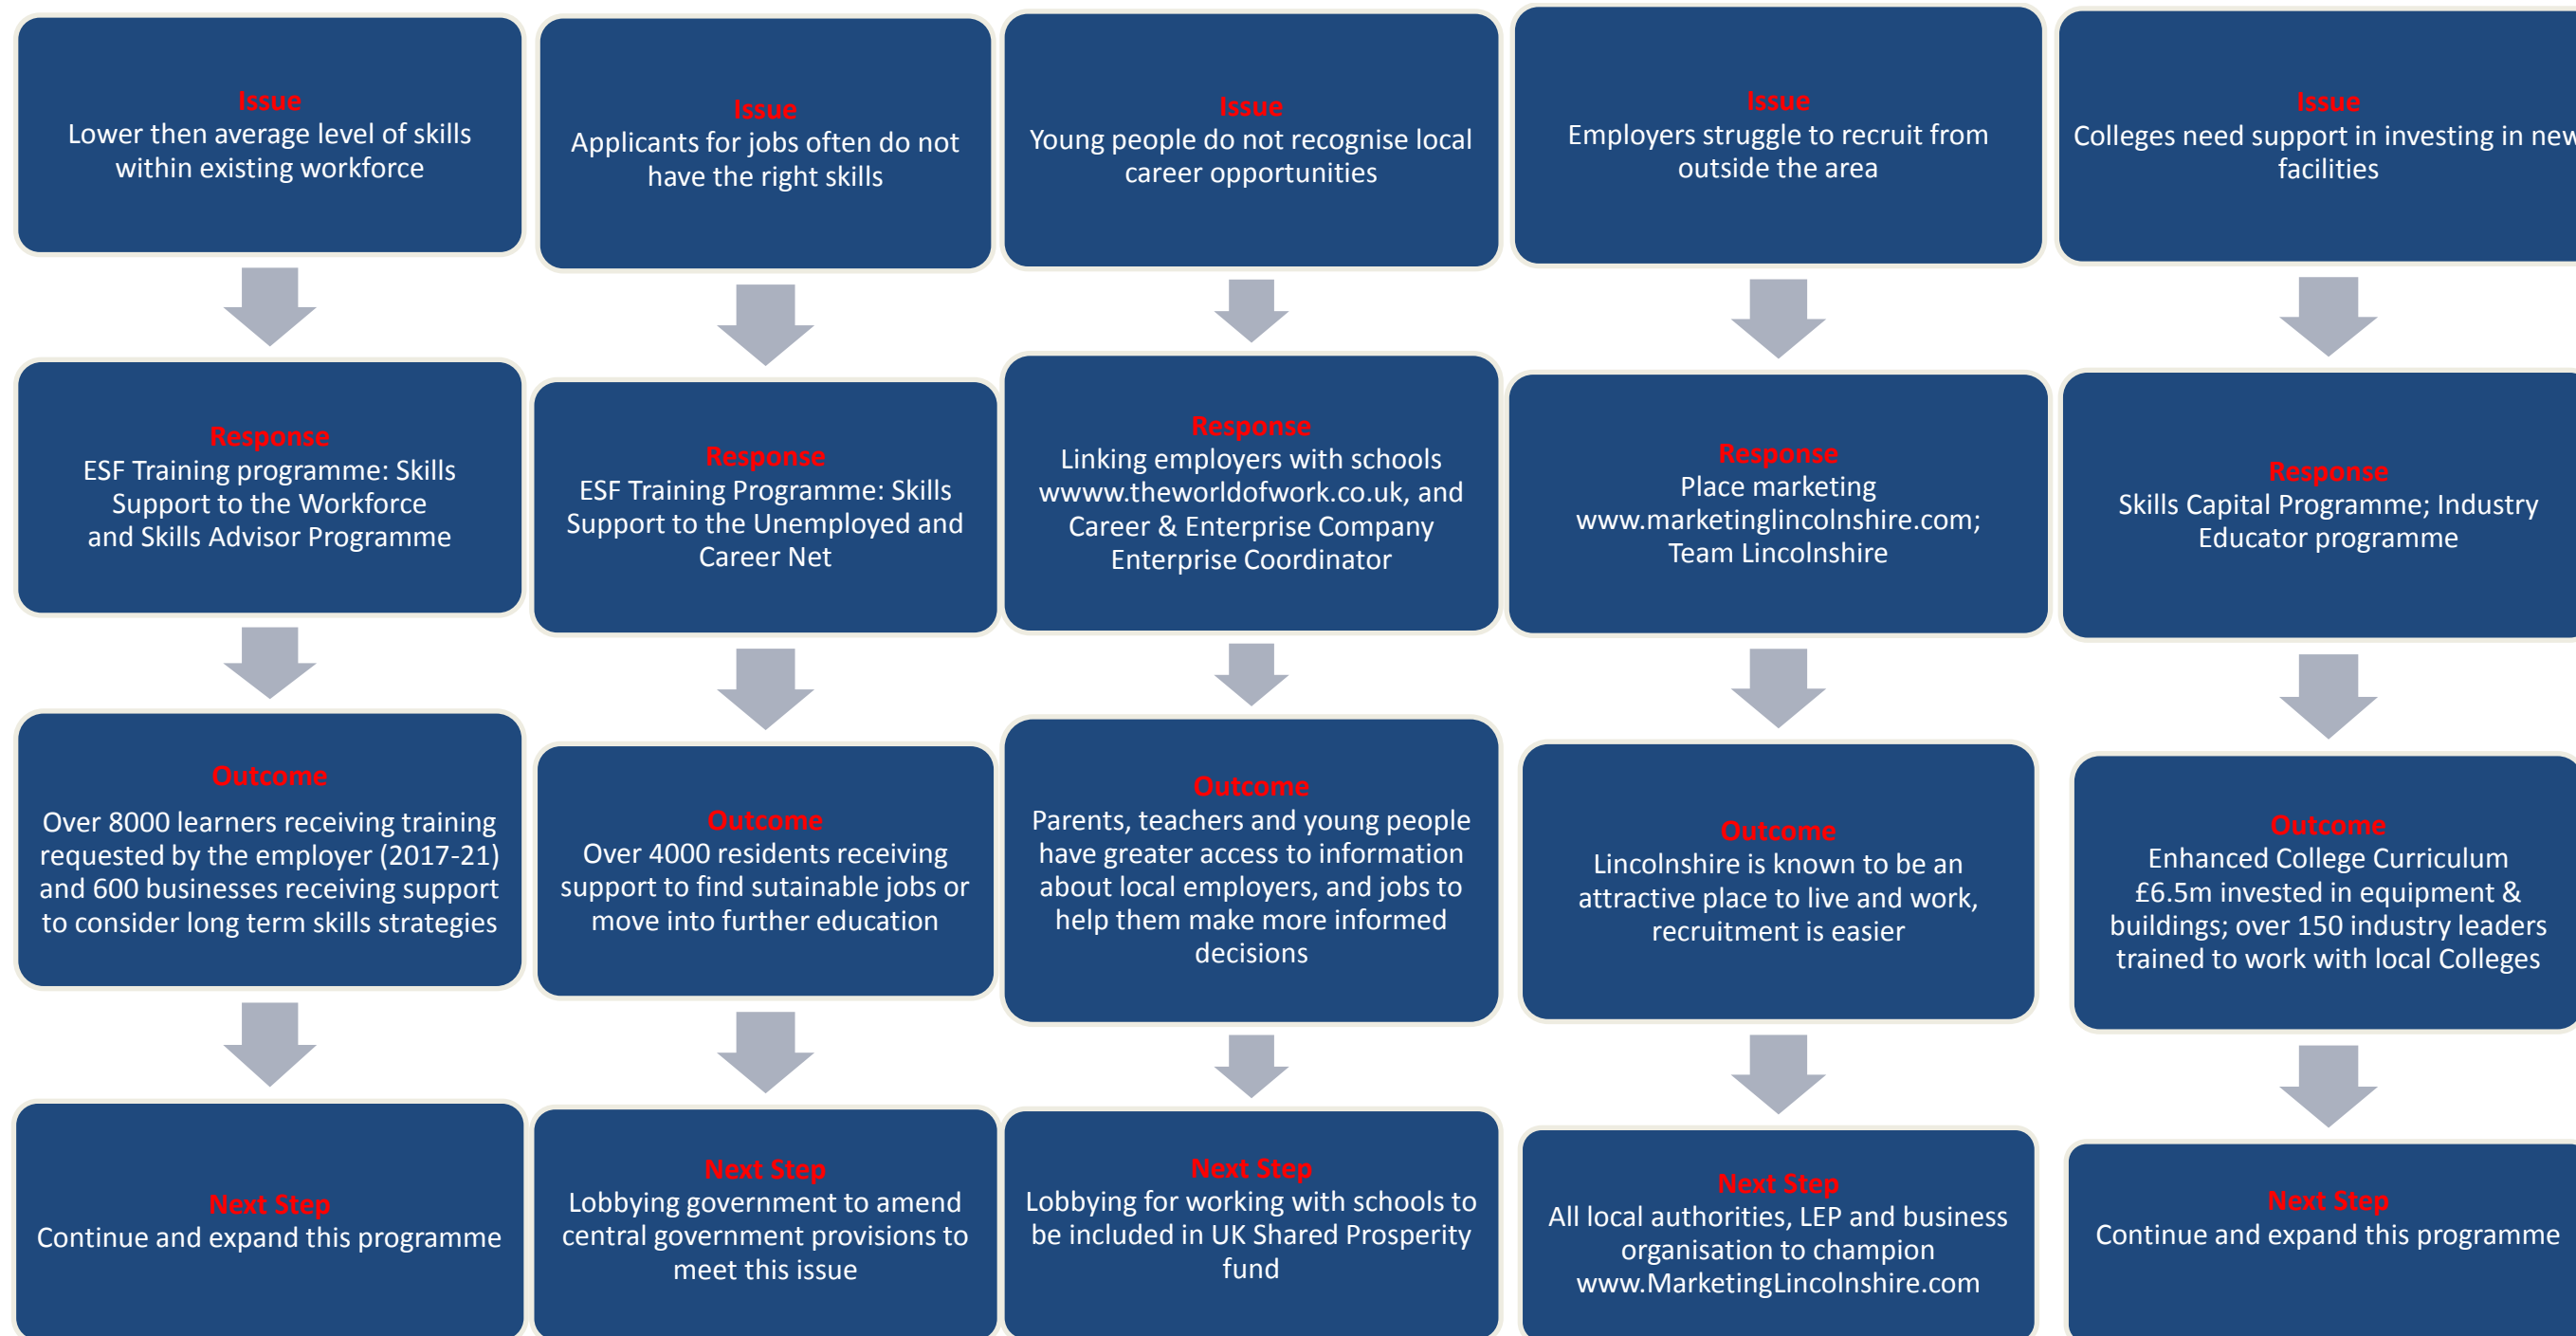 Issue
Lower then average level of skills
within existing workforce
Response
ESF Training programme: Skills
Support to the Workforce
and Skills Advisor Programme
Outcome
Over 8000 learners receiving training
requested by the employer (2017-21)
and 600 businesses receiving support
to consider long term skills strategies
Next Step
Continue and expand this programme
Issue
Applicants for jobs often do not
have the right skills
Response
ESF Training Programme: Skills
Support to the Unemployed and
Career Net
Outcome
Over 4000 residents receiving
support to find sutainable jobs or
move into further education
Next Step
Lobbying government to amend
central government provisions to
meet this issue
Issue
Young people do not recognise local
career opportunities
Response
Linking employers with schools
wwww.theworldofwork.co.uk, and
Career & Enterprise Company
Enterprise Coordinator
Outcome
Parents, teachers and young people
have greater access to information
about local employers, and jobs to
help them make more informed
decisions
Next Step
Lobbying for working with schools to
be included in UK Shared Prosperity
fund
Issue
Employers struggle to recruit from
outside the area
Response
Place marketing
www.marketinglincolnshire.com;
Team Lincolnshire
Outcome
Lincolnshire is known to be an
attractive place to live and work,
recruitment is easier
Next Step
All local authorities, LEP and business
organisation to champion
www.MarketingLincolnshire.com
Issue
Colleges need support in investing in new
facilities
Response
Skills Capital Programme; Industry
Educator programme
Outcome
Enhanced College Curriculum
£6.5m invested in equipment &
buildings; over 150 industry leaders
trained to work with local Colleges
Next Step
Continue and expand this programme